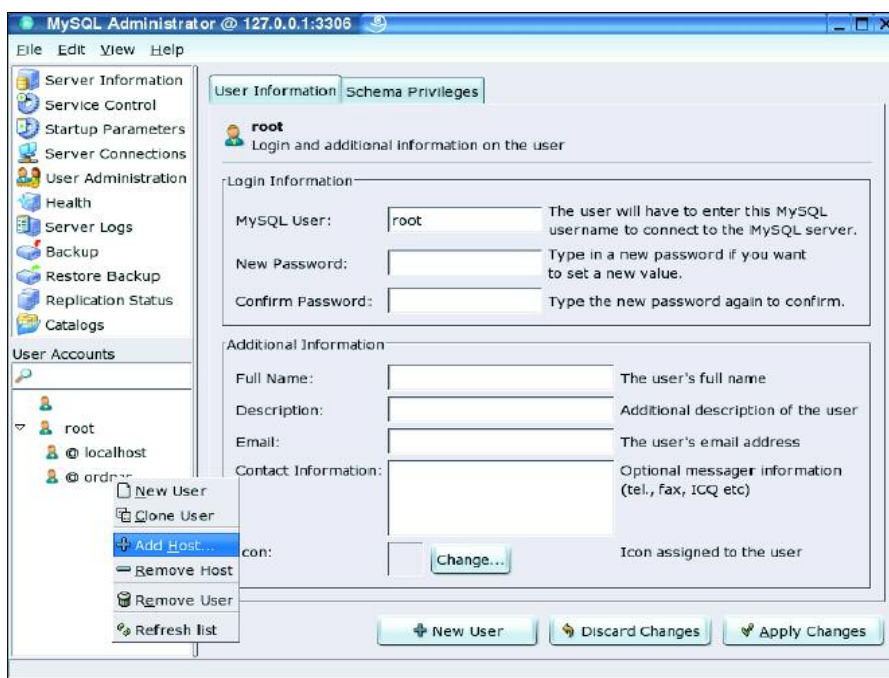 MySQL Administrator @ 127.0.0.1:3306
File Edit View Help
Server Information
Service Control
Startup Parameters
Server Connections
User Administration
Health
Server Logs
Backup
Restore Backup
Replication Status
Catalogs
User Accounts
root
@ localhost
@ ordnas
New User
Clone User
Add Host...
Remove Host
Remove User
Refresh list
User Information Schema Privileges
root
Login and additional information on the user
Login Information
MySQL User: root The user will have to enter this MySQL
username to connect to the MySQL server.
New Password: Type in a new password if you want
to set a new value.
Confirm Password: Type the new password again to confirm.
Additional Information
Full Name: The user's full name
Description: Additional description of the user
Email: The user's email address
Contact Information: Optional messager information
(tel., fax, ICQ etc)
con: Change... Icon assigned to the user
New User Discard Changes Apply Changes